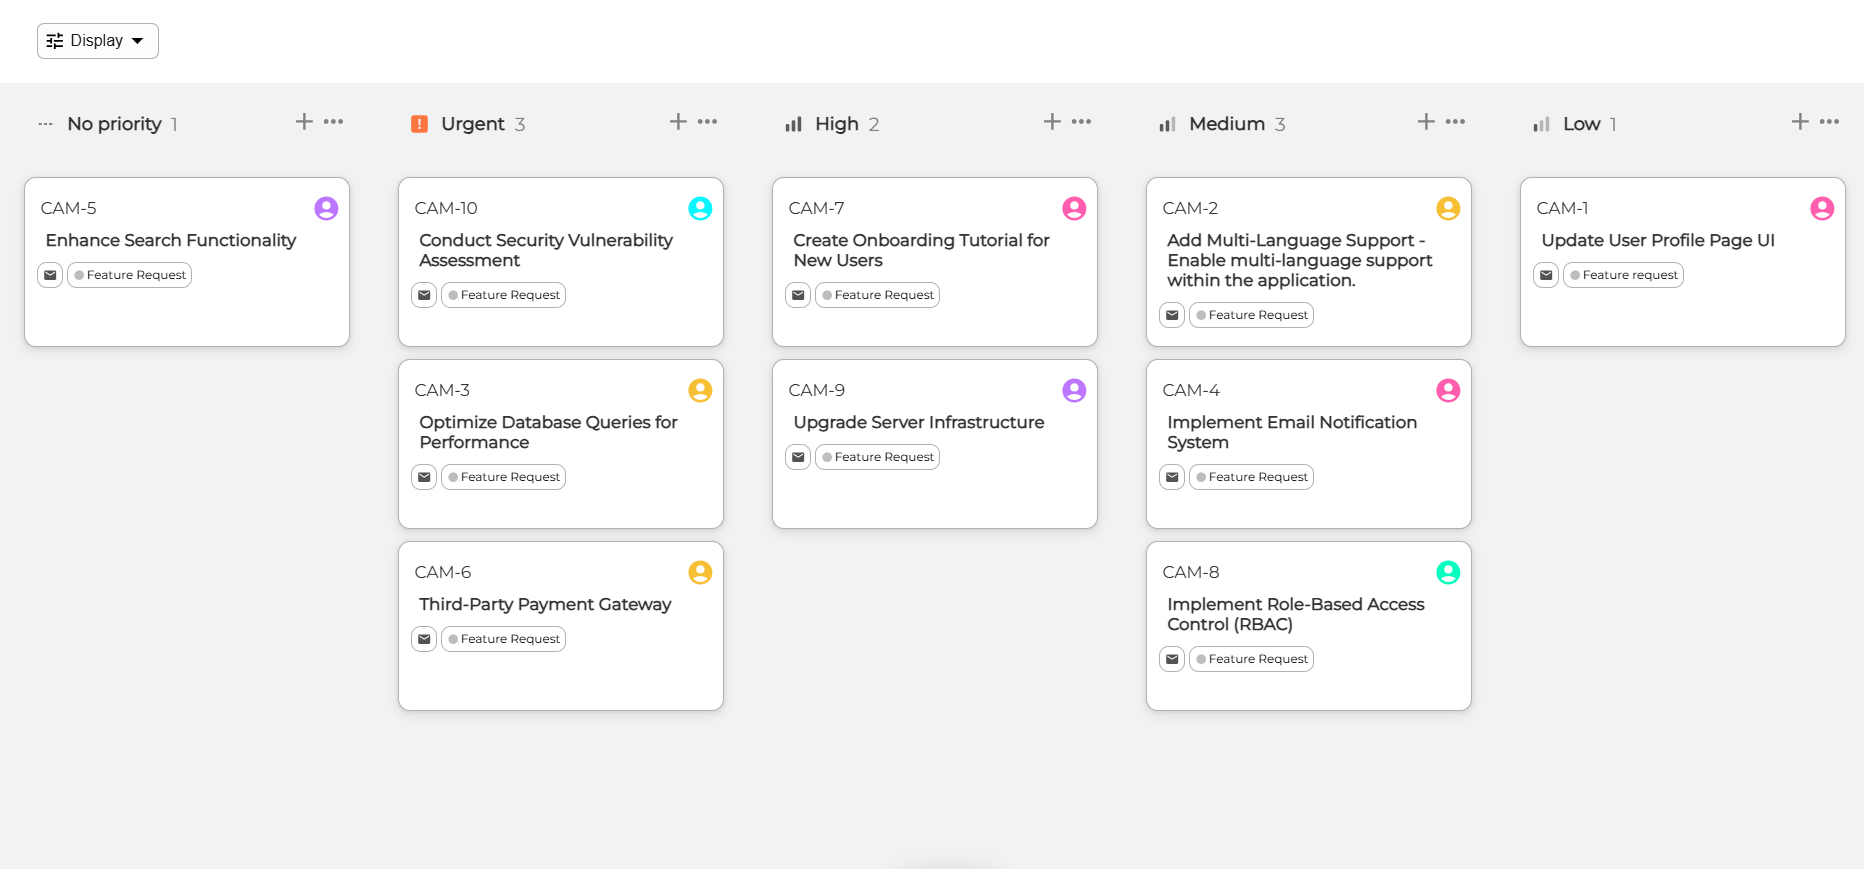 Display
No priority 1
CAM-5
Enhance Search Functionality
Feature Request
Urgent 3
CAM-10
Conduct Security Vulnerability
Assessment
Feature Request
CAM-3
Optimize Database Queries for
Performance
Feature Request
CAM-6
Third-Party Payment Gateway
Feature Request
High 2
CAM-7
Create Onboarding Tutorial for
New Users
Feature Request
CAM-9
Upgrade Server Infrastructure
Feature Request
Medium 3
CAM-2
Add Multi-Language Support -
Enable multi-language support
within the application.
Feature Request
CAM-4
Implement Email Notification
System
Feature Request
CAM-8
Implement Role-Based Access
Control (RBAC)
Feature Request
Low 1
CAM-1
Update User Profile Page UI
Feature request